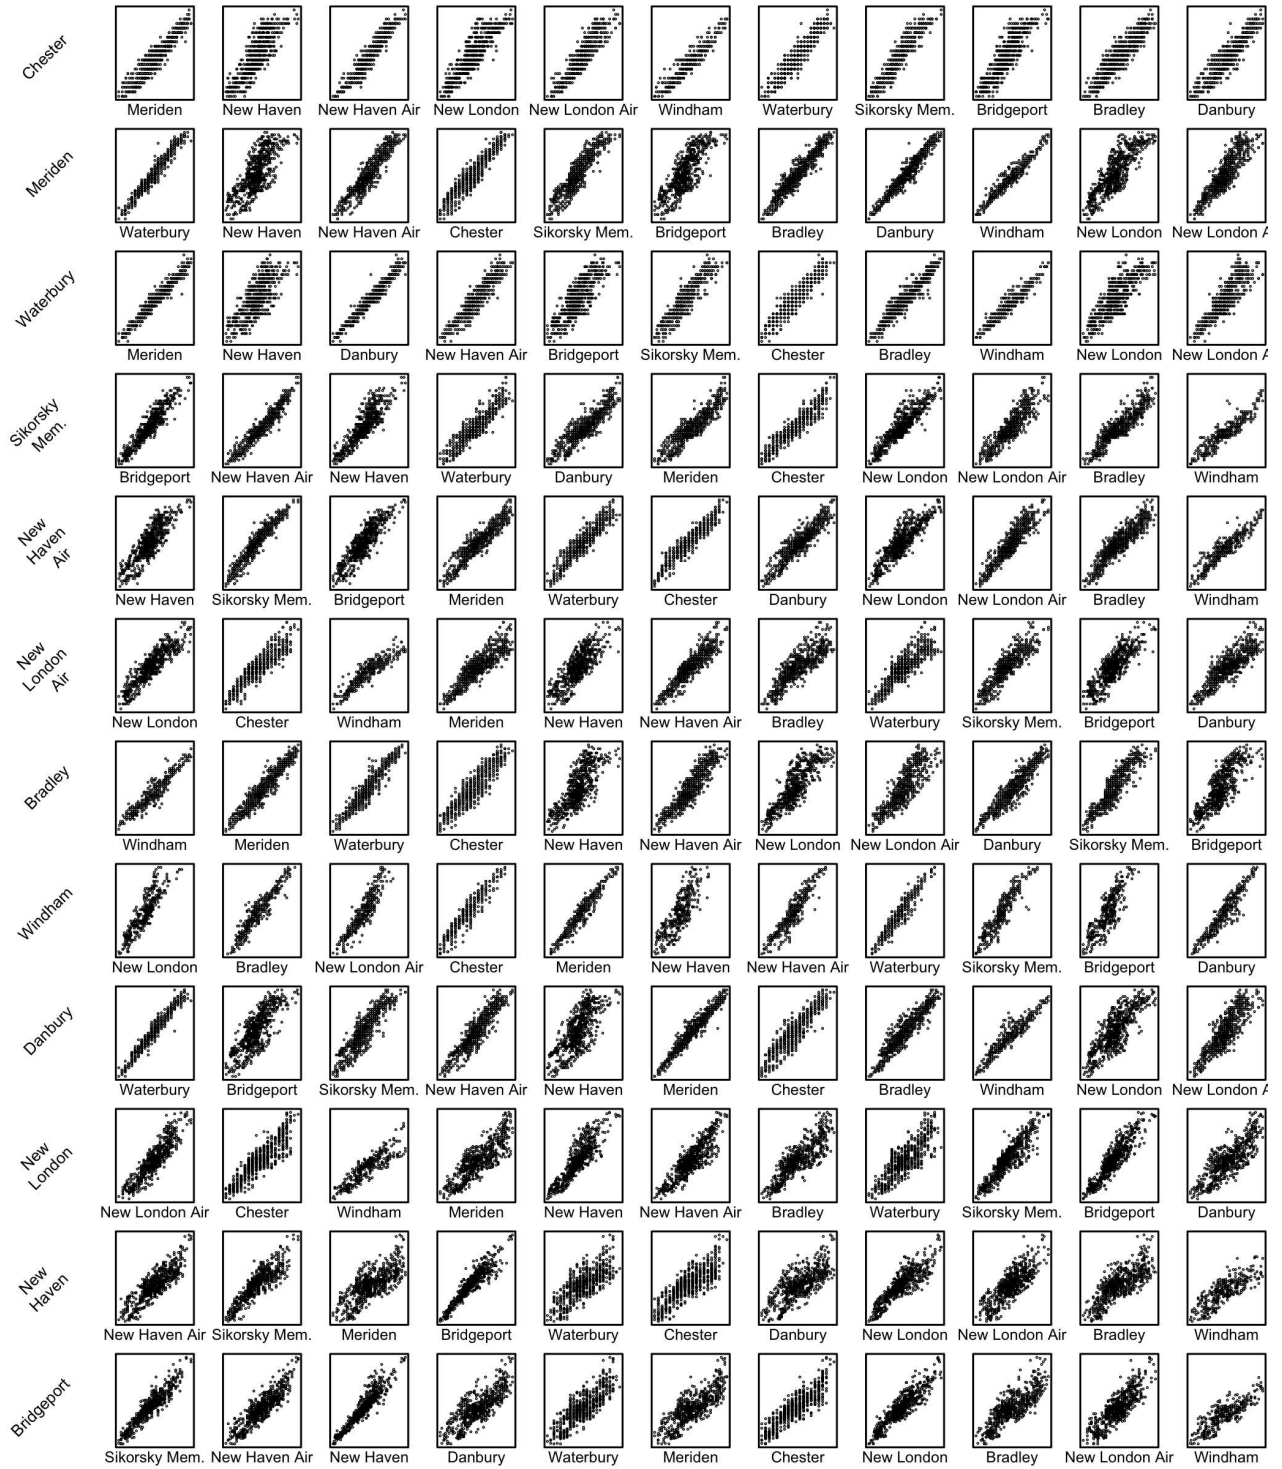 Chester
Meriden New Haven New Haven Air New London New London Air Windham Waterbury Sikorsky Mem. Bridgeport Bradley Danbury
Meriden
Waterbury New Haven New Haven Air Chester Sikorsky Mem. Bridgeport Bradley Danbury Windham New London New London A
Waterbury
Meriden New Haven Danbury New Haven Air Bridgeport Sikorsky Mem. Chester Bradley Windham New London New London A
Sikorsky
Mem.
Bridgeport New Haven Air New Haven Waterbury Danbury Meriden Chester New London New London Air Bradley Windham
New
Haven
Air
New Haven Sikorsky Mem. Bridgeport Meriden Waterbury Chester Danbury New London New London Air Bradley Windham
New
London
Air
New London Chester Windham Meriden New Haven New Haven Air Bradley Waterbury Sikorsky Mem. Bridgeport Danbury
Bradley
Windham Meriden Waterbury Chester New Haven New Haven Air New London New London Air Danbury Sikorsky Mem. Bridgeport
Windham
New London Bradley New London Air Chester Meriden New Haven New Haven Air Waterbury Sikorsky Mem. Bridgeport Danbury
Danbury
Waterbury Bridgeport Sikorsky Mem. New Haven Air New Haven Meriden Chester Bradley Windham New London New London A
New
London
New London Air Chester Windham Meriden New Haven New Haven Air Bradley Waterbury Sikorsky Mem. Bridgeport Danbury
New
Haven
New Haven Air Sikorsky Mem. Meriden Bridgeport Waterbury Chester Danbury New London New London Air Bradley Windham
Bridgeport
Sikorsky Mem. New Haven Air New Haven Danbury Waterbury Meriden Chester New London Bradley New London Air Windham